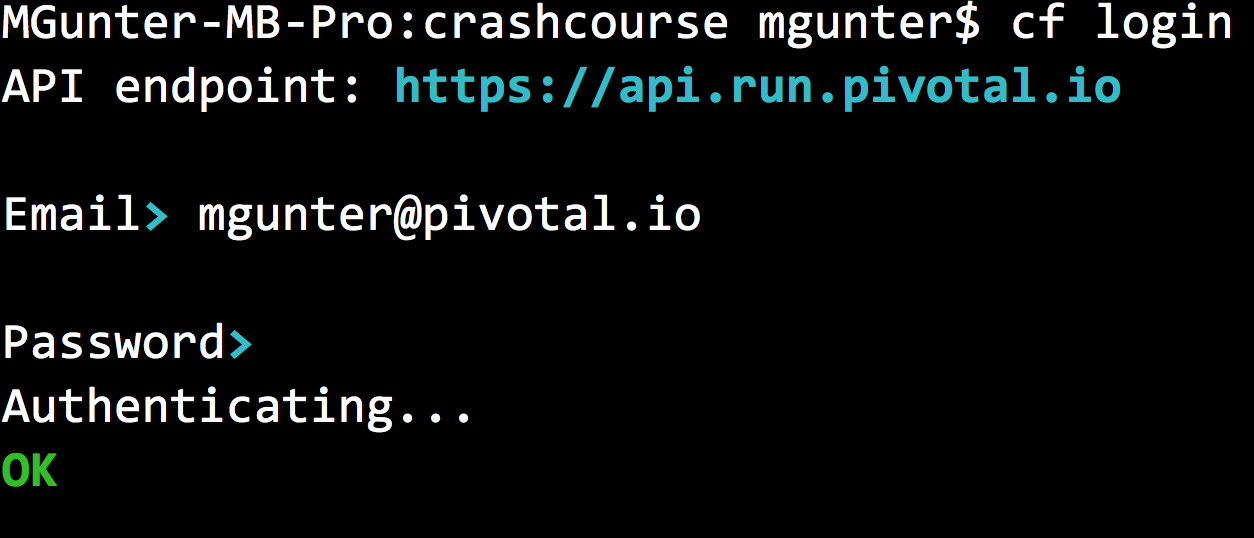 MGunter-MB-Pro:crashcourse mgunter$ cf login
API endpoint: https://api.run.pivotal.io
Email> mgunter@pivotal.io
Password>
Authenticating...
OK